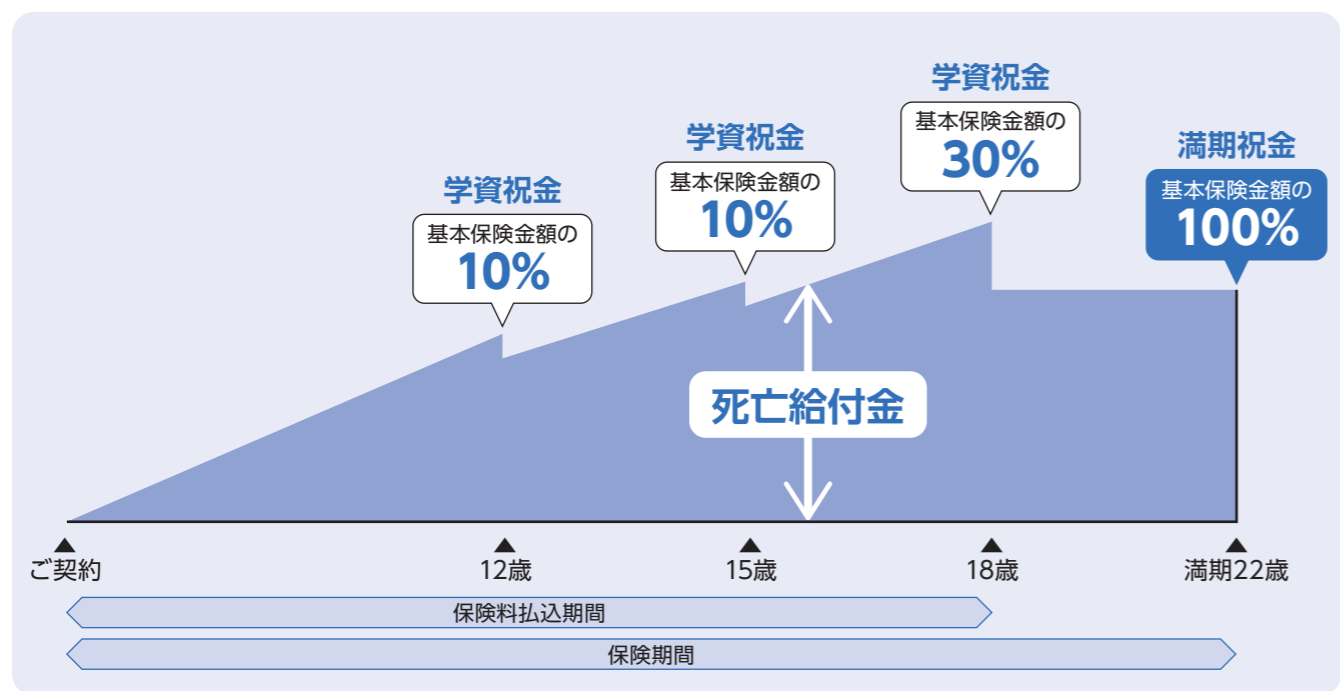 学資祝金
基本保険金額の
30%
学資祝金
基本保険金額の
10%
満期祝金
基本保険金額の
100%
学資祝金
基本保険金額の
10%
死亡給付金
ご契約
12歳
15歳
18歳
満期22歳
保険料払込期間
保険期間